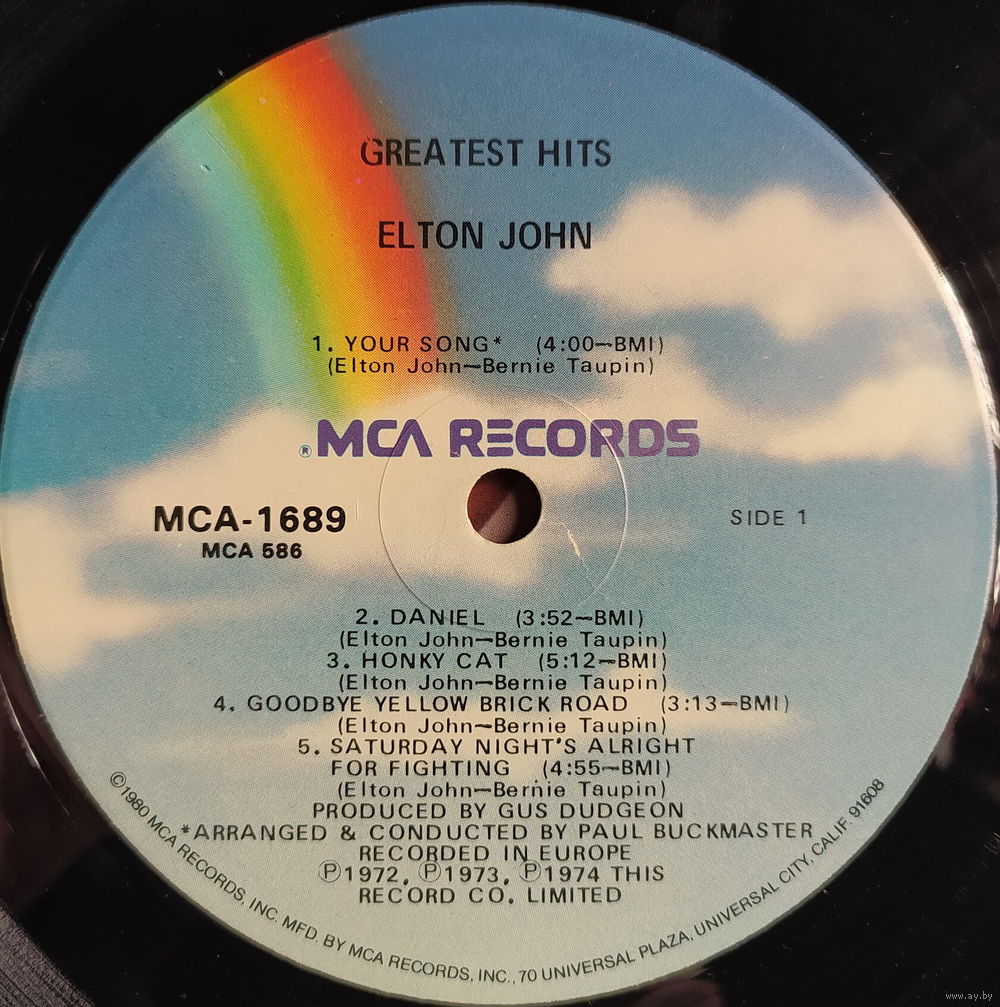 GREATEST HITS
ELTON JOHN
1. YOUR SONG* (4:00—BMI)
(Elton John—Bernie Taupin)
® MCA RECORDS
MCA-1689
MCA 586
SIDE 1
2. DANIEL (3:52—BMI)
(Elton John—Bernie Taupin)
3. HONKY CAT (5:12—BMI)
(Elton John—Bernie Taupin)
4. GOODBYE YELLOW BRICK ROAD (3:13—BMI)
(Elton John—Bernie Taupin)
5. SATURDAY NIGHT'S ALRIGHT
FOR FIGHTING (4:55—BMI)
(Elton John—Bernie Taupin)
PRODUCED BY GUS DUDGEON
*ARRANGED & CONDUCTED BY PAUL BUCKMASTER
RECORDED IN EUROPE
℗1972, ℗1973, ℗1974 THIS
RECORD CO. LIMITED
©1980 MCA RECORDS, INC. MFD. BY MCA RECORDS, INC., 70 UNIVERSAL PLAZA, UNIVERSAL CITY, CALIF. 91608
www.ay.by